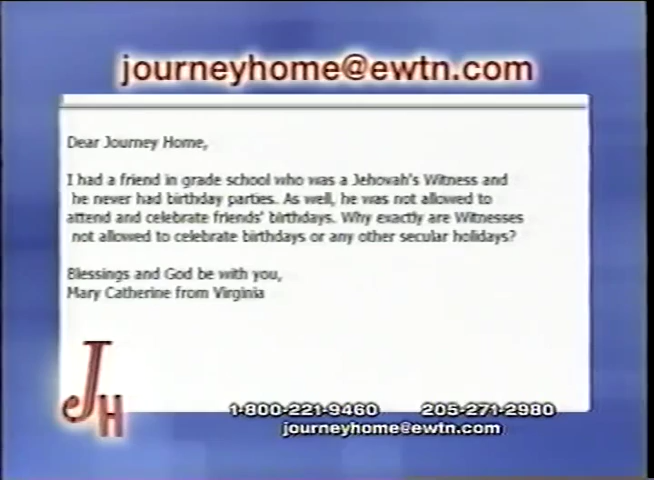 journeyhome@ewtn.com
Dear Journey Home,
I had a friend in grade school who was a Jehovah's Witness and
he never had birthday parties. As well, he was not allowed to
attend and celebrate friends' birthdays. Why exactly are Witnesses
not allowed to celebrate birthdays or any other secular holidays?
Blessings and God be with you,
Mary Catherine from Virginia
JH
1-800-221-9460 205-271-2980
journeyhome@ewtn.com